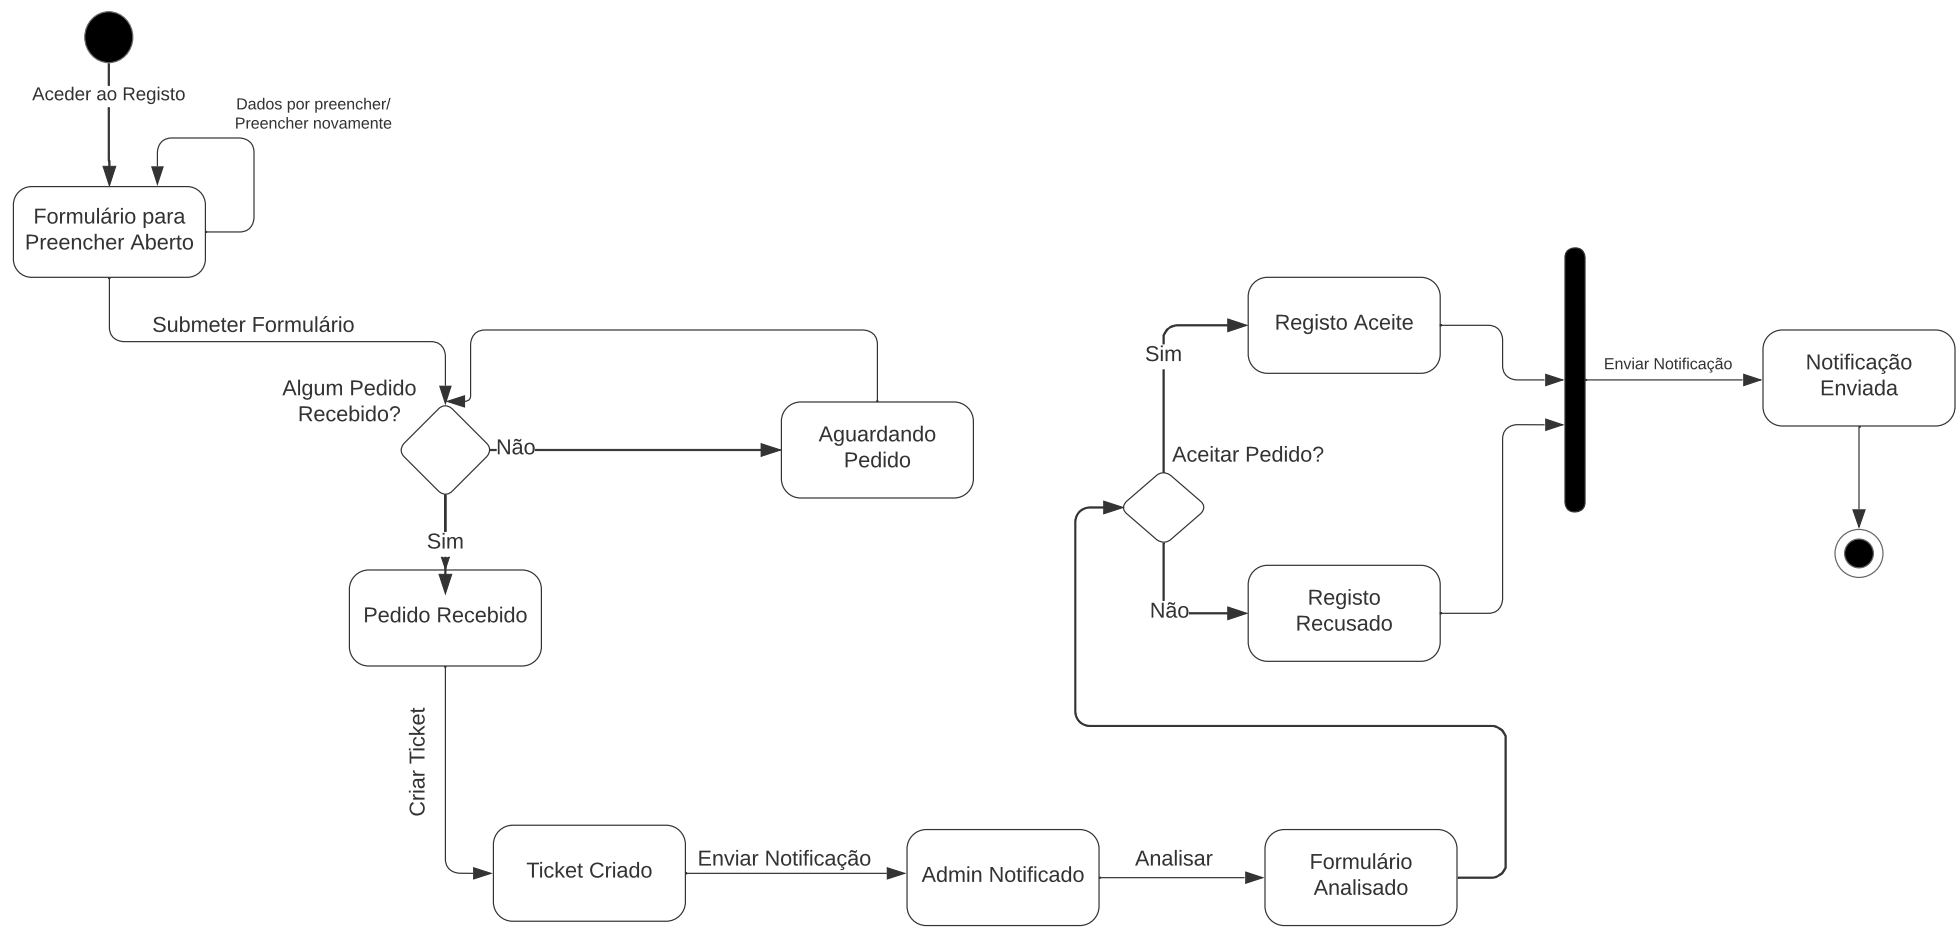 Aceder ao Registo
Dados por preencher/
Preencher novamente
Formulário para
Preencher Aberto
Submeter Formulário
Algum Pedido
Recebido?
Não
Aguardando
Pedido
Sim
Pedido Recebido
Criar Ticket
Ticket Criado
Enviar Notificação
Admin Notificado
Analisar
Formulário
Analisado
Aceitar Pedido?
Sim
Registo Aceite
Não
Registo
Recusado
Enviar Notificação
Notificação
Enviada